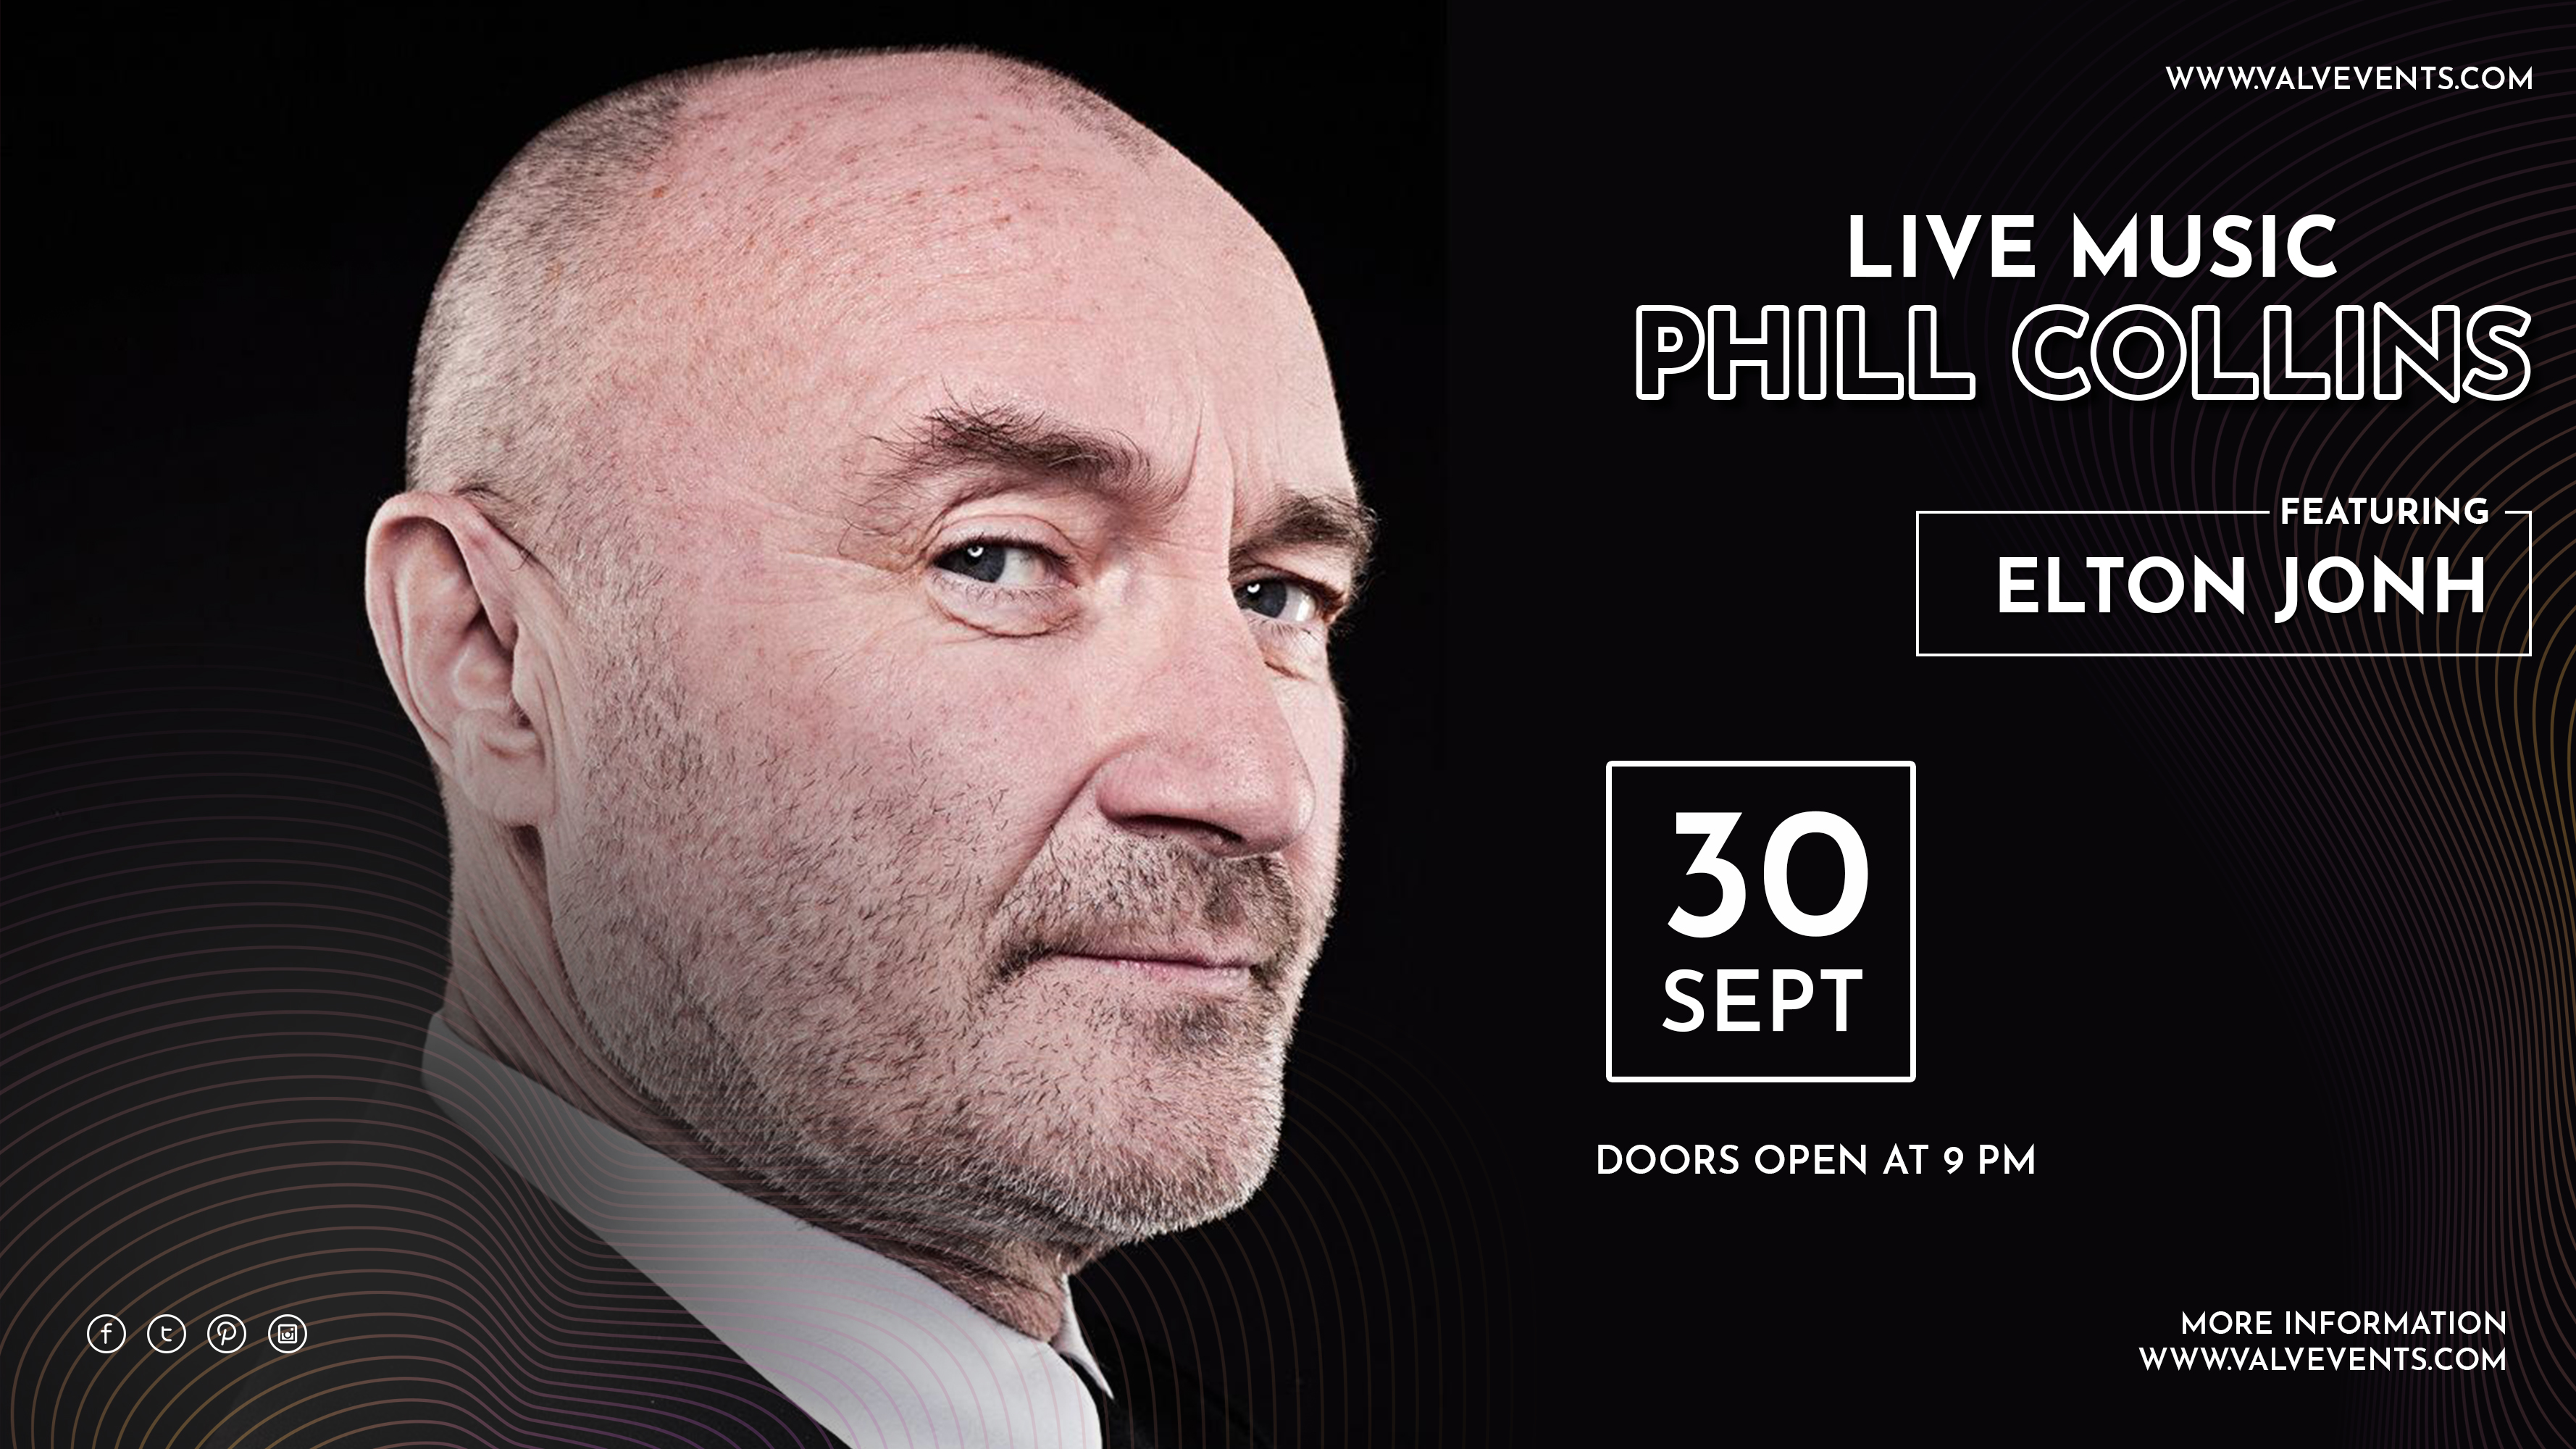 WWW.VALVEVENTS.COM
LIVE MUSIC
PHILL COLLINS
FEATURING
ELTON JONH
30
SEPT
DOORS OPEN AT 9 PM
MORE INFORMATION
WWW.VALVEVENTS.COM